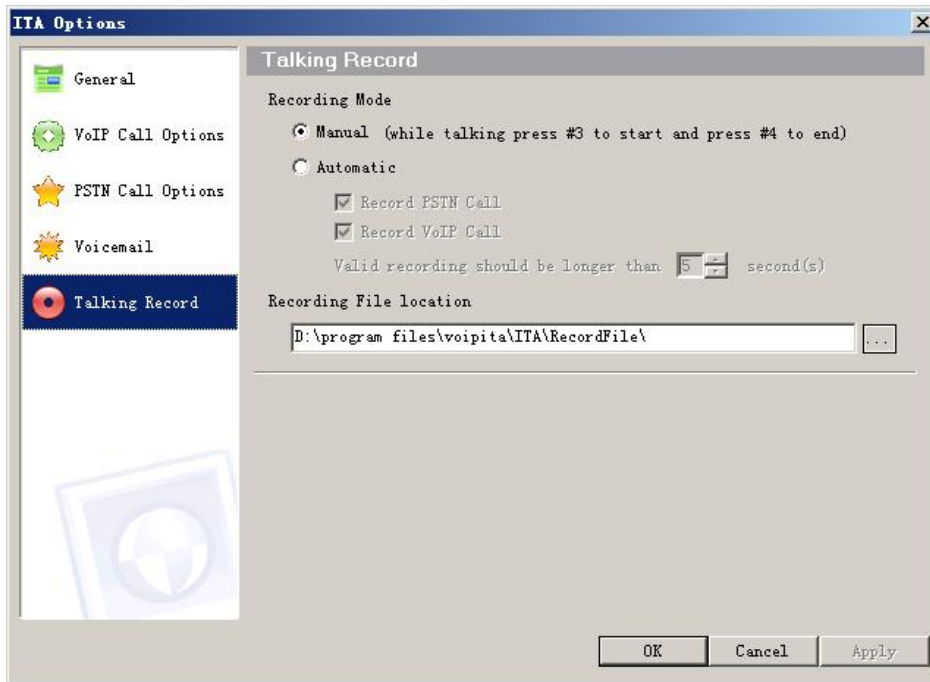 ITA Options
General
VoIP Call Options
PSTN Call Options
Voicemail
Talking Record
Talking Record
Recording Mode
Manual (while talking press #3 to start and press #4 to end)
Automatic
Record PSTN Call
Record VoIP Call
Valid recording should be longer than 5 second(s)
Recording File location
D:\program files\voipita\ITA\RecordFile\
...
OK Cancel Apply